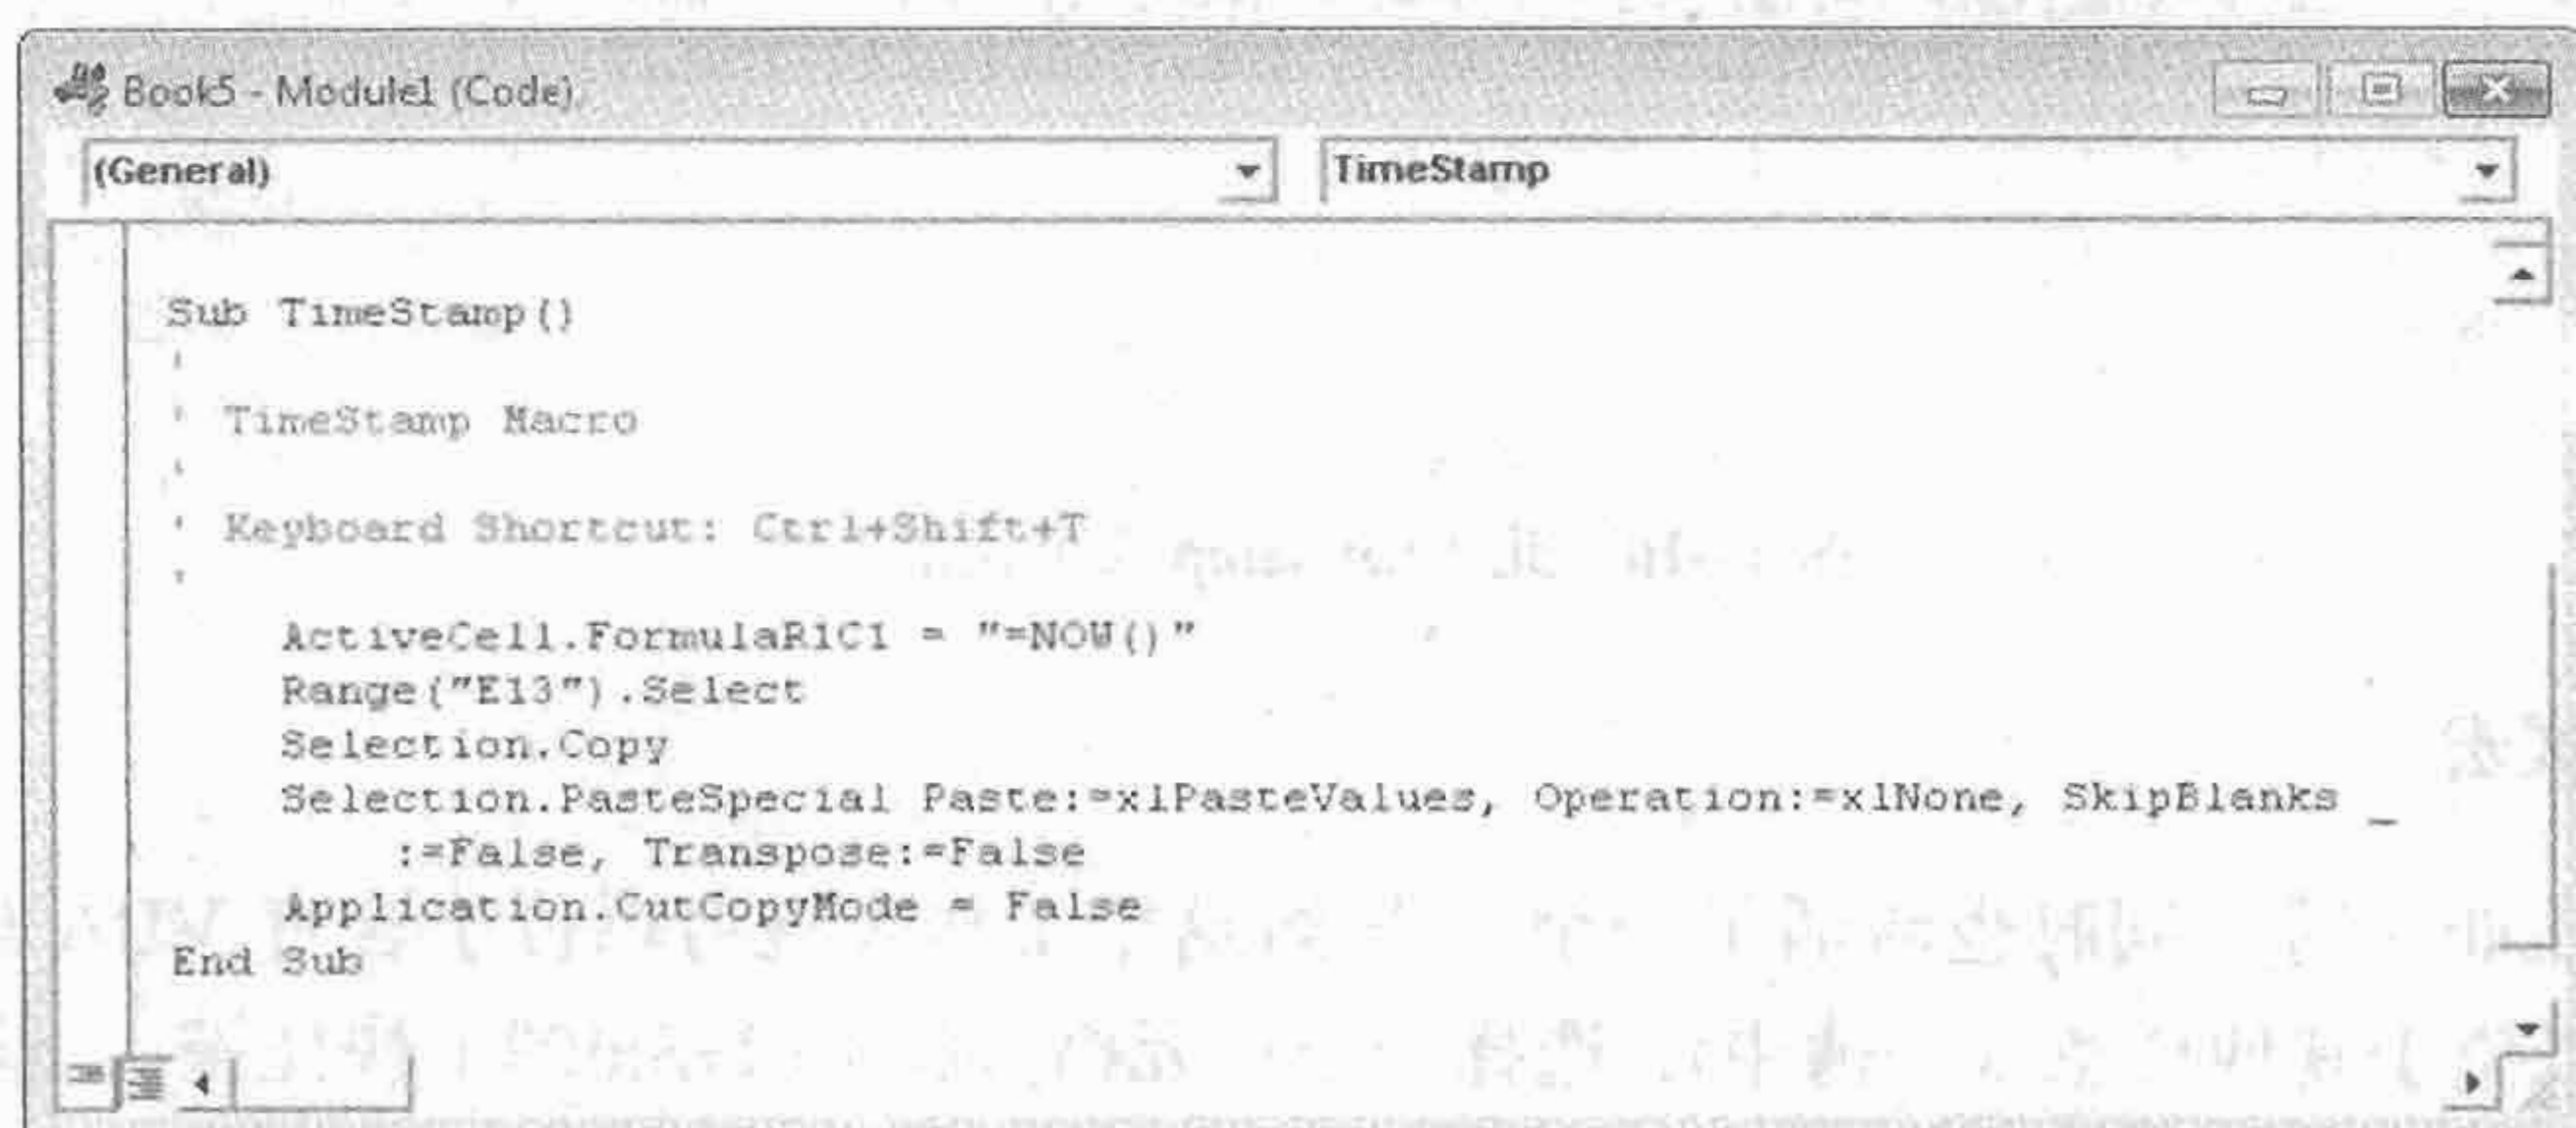 Book5 - Module1 (Code)
(General)
TimeStamp
Sub TimeStamp()
'
' TimeStamp Macro
'
' Keyboard Shortcut: Ctrl+Shift+T
'
ActiveCell.FormulaR1C1 = "=NOW()"
Range("E13").Select
Selection.Copy
Selection.PasteSpecial Paste:=xlPasteValues, Operation:=xlNone, SkipBlanks _
:=False, Transpose:=False
Application.CutCopyMode = False
End Sub